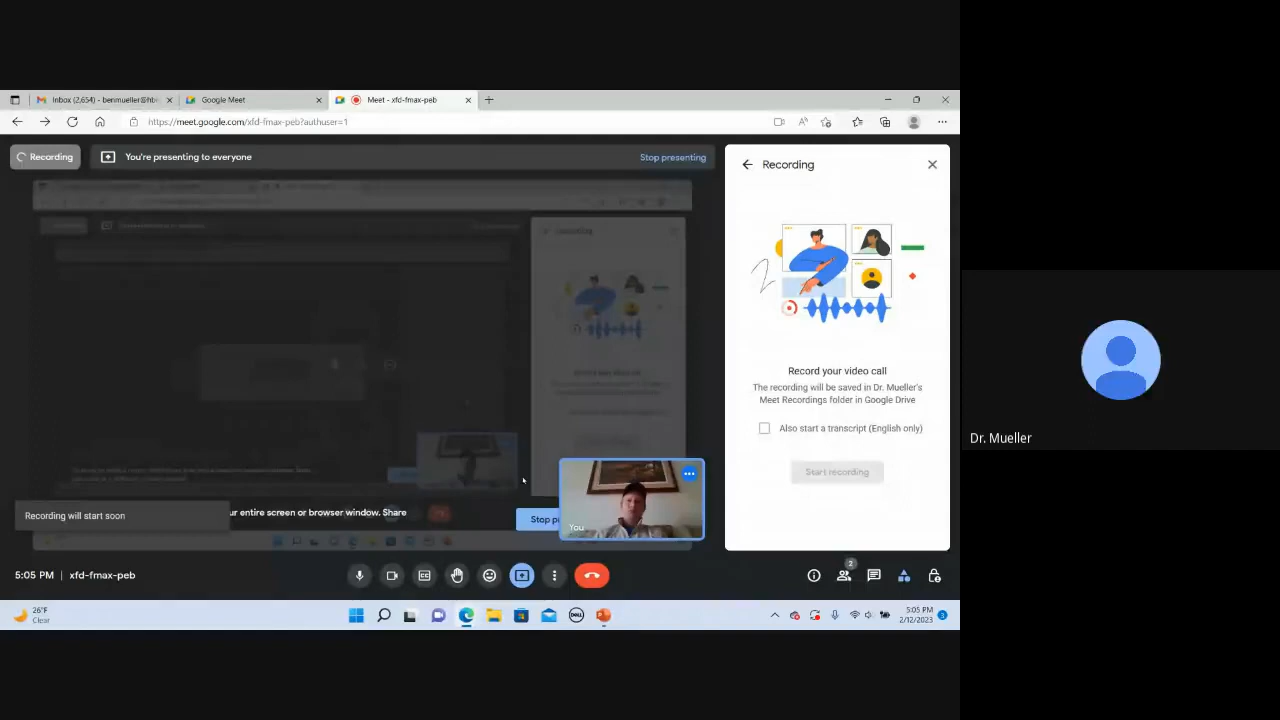 Inbox (2,654) - benmueller@hb
Google Meet
Meet - xfd-fmax-peb
https://meet.google.com/xfd-fmax-peb?authuser=1
Recording
You're presenting to everyone
Stop presenting
Recording
Record your video call
The recording will be saved in Dr. Mueller's
Meet Recordings folder in Google Drive
Also start a transcript (English only)
Start recording
Dr. Mueller
Recording will start soon
ur entire screen or browser window. Share
Stop p
You
5:05 PM | xfd-fmax-peb
2
26°F
Clear
DELL
5:05 PM
2/12/2023
3